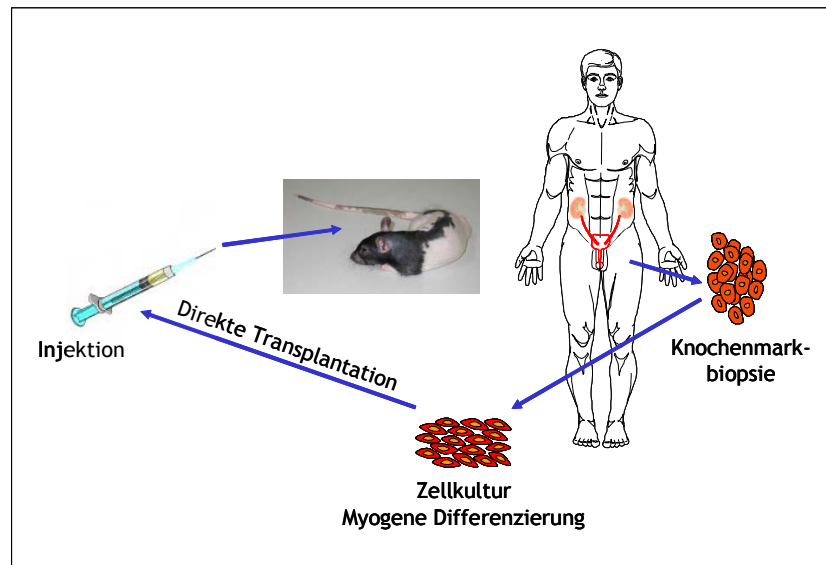 Injektion
Direkte Transplantation
Knochenmark-
biopsie
Zellkultur
Myogene Differenzierung